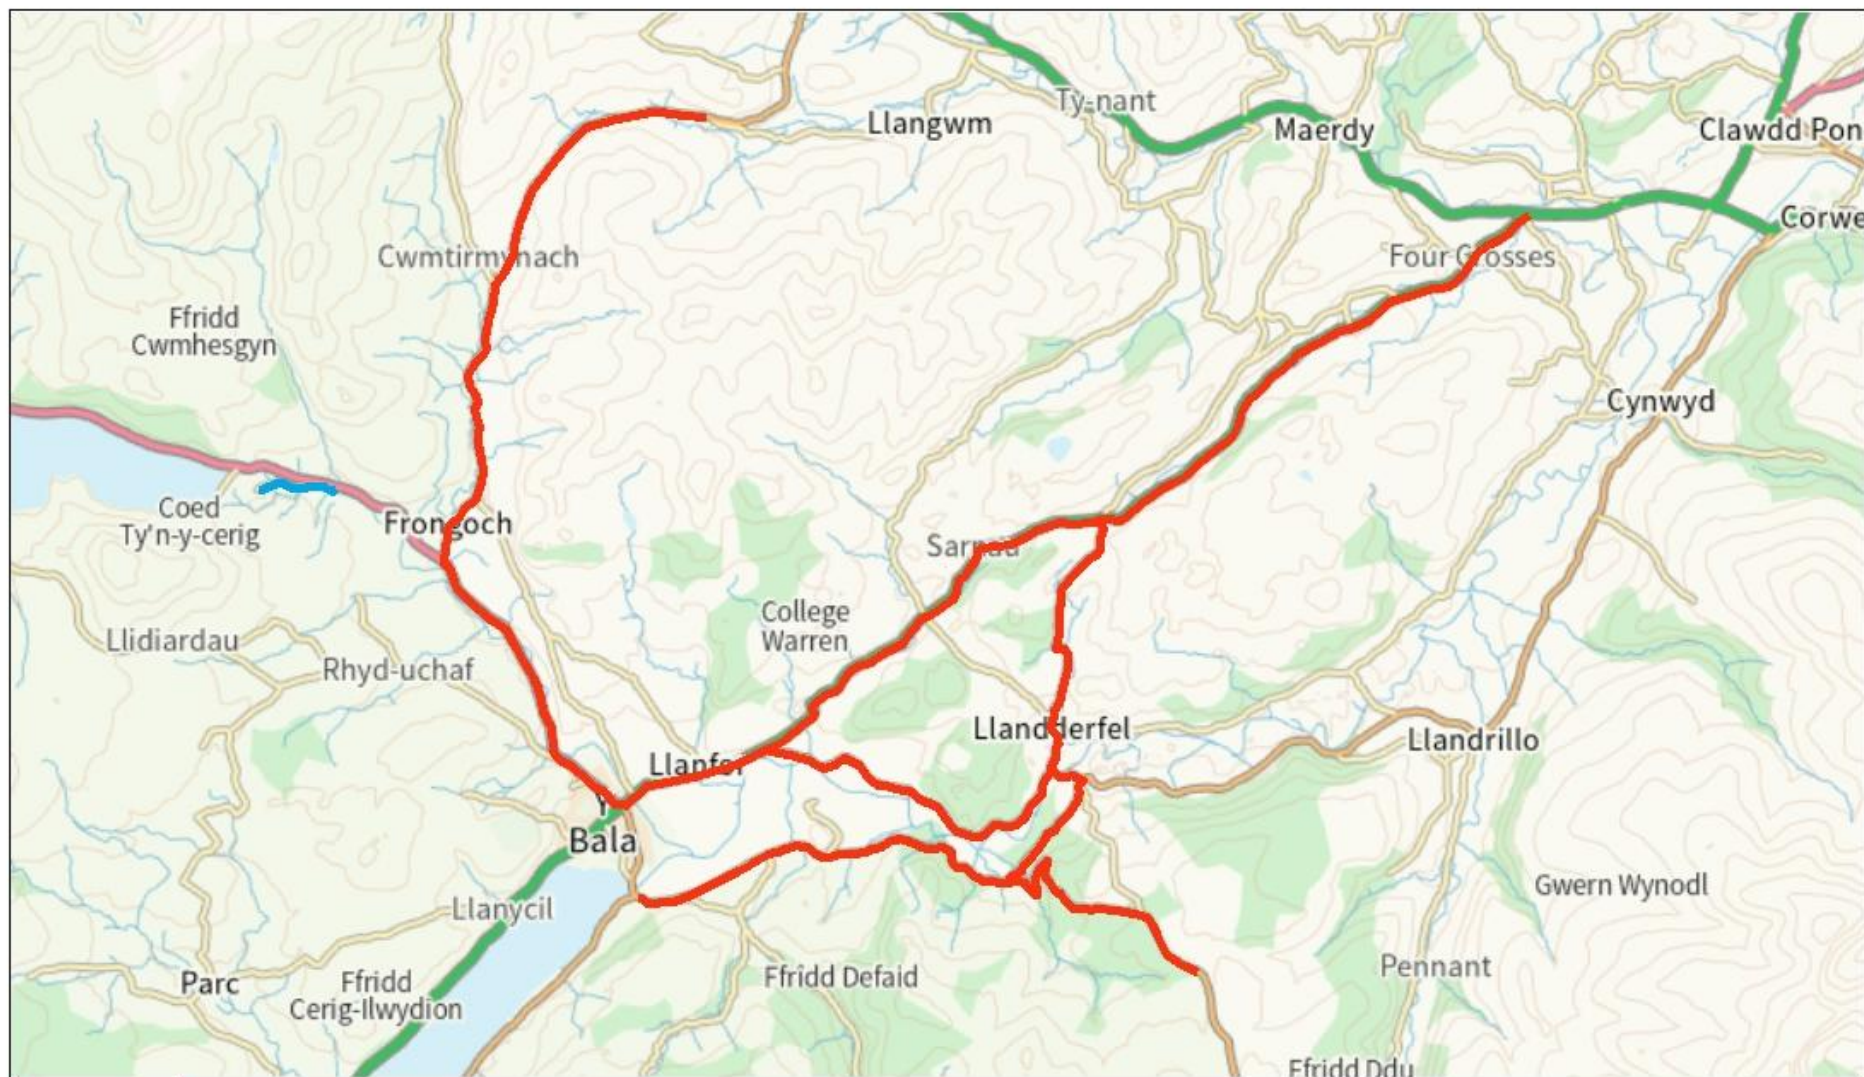 Ty-nant
Llangwm
Maerdy
Clawdd Pon
Corwe
Cwmtirmynach
Four Crosses
Ffridd
Cwmhesgyn
Cynwyd
Coed
Ty'n-y-cerig
Frongoch
Sarnau
College
Warren
Llidiardau
Rhyd-uchaf
Llandderfel
Llandrillo
Llanfor
Y
Bala
Llanycil
Gwern Wynodl
Parc
Ffridd
Cerig-llwydion
Ffridd Defaid
Pennant
Ffridd Ddu